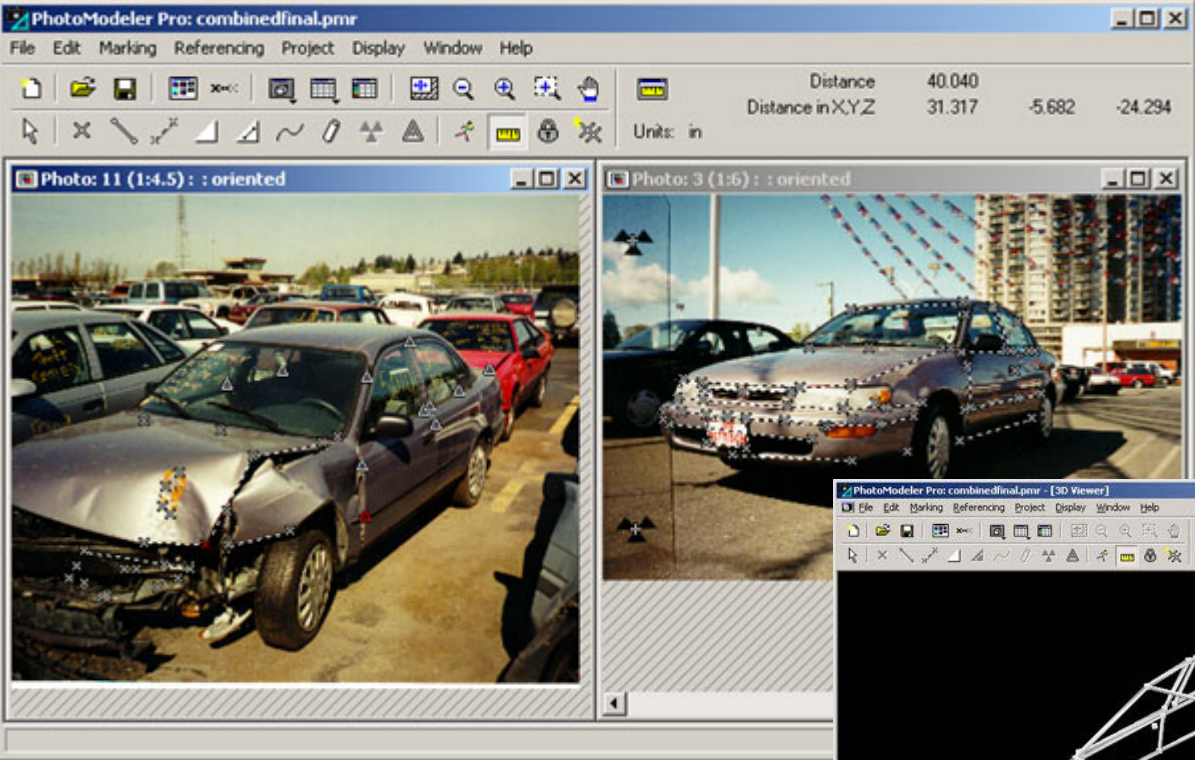 PhotoModeler Pro: combinedfinal.pmr
File Edit Marking Referencing Project Display Window Help
Distance 40.040
Distance in X,Y,Z 31.317 -5.682 -24.294
Units: in
Photo: 11 (1:4.5) : : oriented
Photo: 3 (1:6) : : oriented
PhotoModeler Pro: combinedfinal.pmr - [3D Viewer]
File Edit Marking Referencing Project Display Window Help